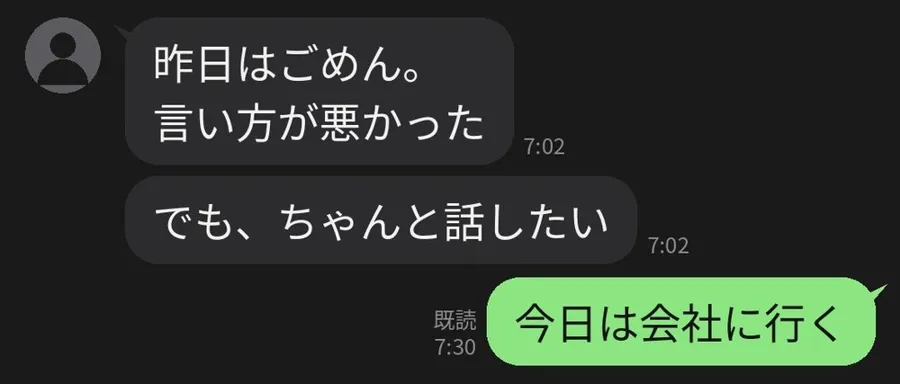 昨日はごめん。
言い方が悪かった
7:02
でも、ちゃんと話したい
7:02
今日は会社に行く
既読
7:30